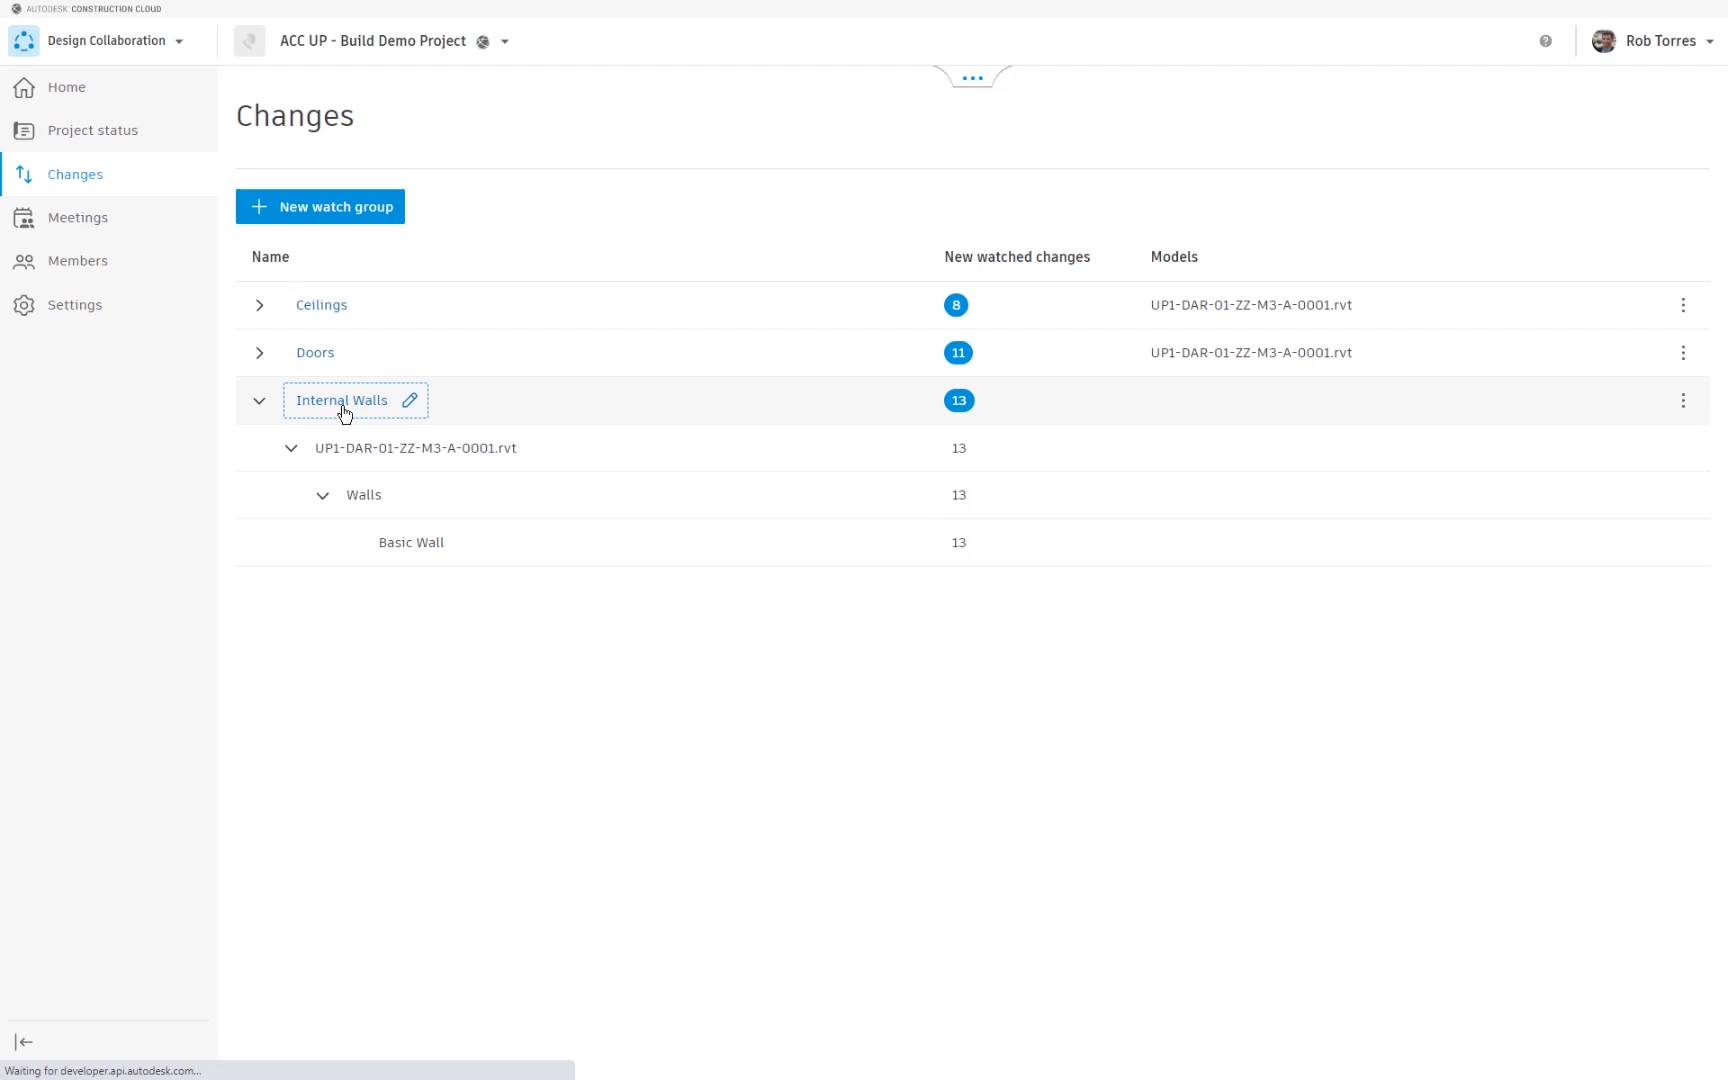 AUTODESK CONSTRUCTION CLOUD
Design Collaboration
ACC UP - Build Demo Project
Rob Torres
Home
Project status
Changes
Meetings
Members
Settings
Changes
New watch group
Name New watched changes Models
Ceilings 8 UP1-DAR-01-ZZ-M3-A-0001.rvt
Doors 11 UP1-DAR-01-ZZ-M3-A-0001.rvt
Internal Walls 13
UP1-DAR-01-ZZ-M3-A-0001.rvt 13
Walls 13
Basic Wall 13
Waiting for developer.api.autodesk.com...